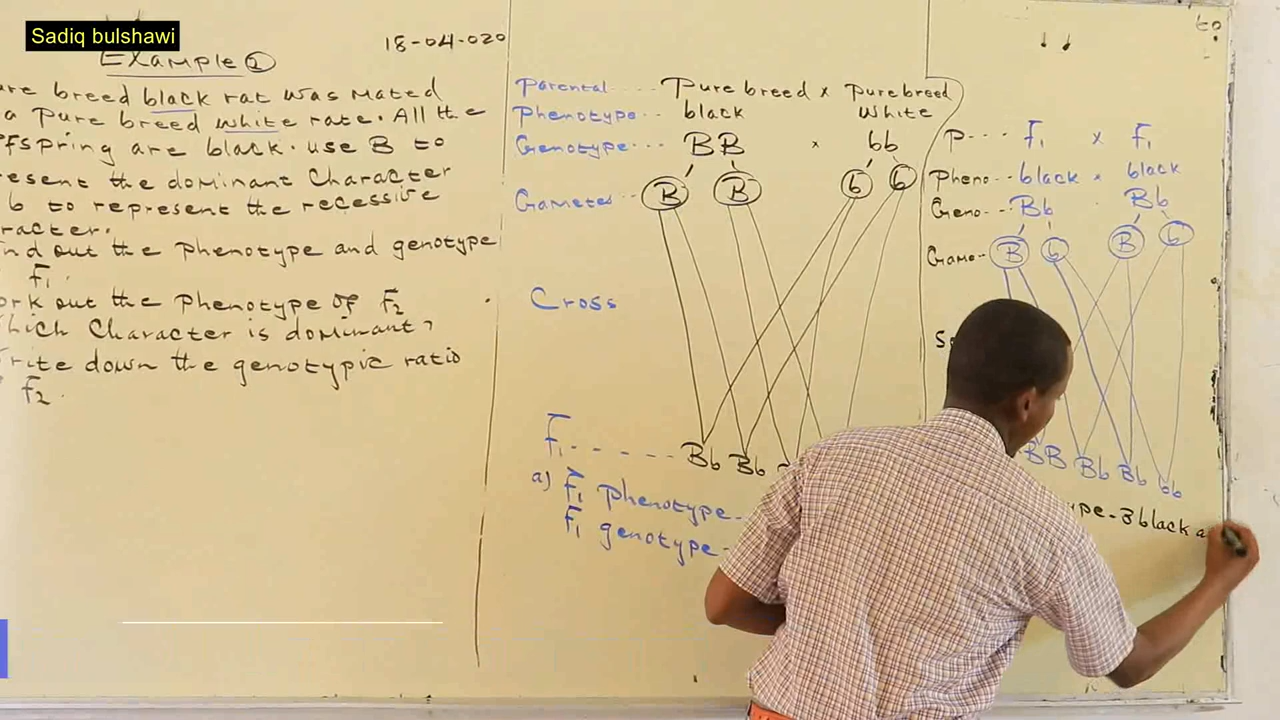 Sadiq bulshawi
18-04-020
Example 2
re breed black rat was mated
a pure breed white rate. All the
ffspring are black. use B to
resent the dominant character
b to represent the recessive
racter.
nd out the phenotype and genotype
F1.
ork out the phenotype of F2
hich character is dominant?
rite down the genotypic ratio
F2.
Parental .... Pure breed x Pure breed
Phenotype.. black white
Genotype... BB x bb
Gametes .. B B b b
Cross
F1 - - - - - Bb Bb
a) F1 phenotype-
F1 genotype-
P.... F1 x F1
Pheno-- black x black
Geno--- Bb . Bb
Game- B b B b
S
BB Bb Bb bb
ype-3black a